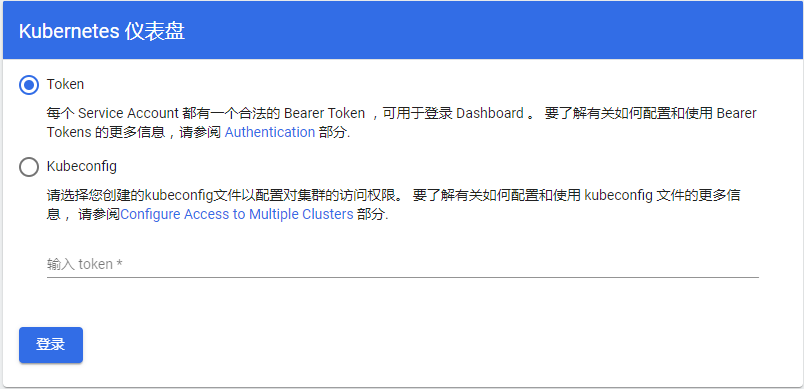 Kubernetes 仪表盘
Token
每个 Service Account 都有一个合法的 Bearer Token ，可用于登录 Dashboard 。 要了解有关如何配置和使用 Bearer
Tokens 的更多信息，请参阅 Authentication 部分.
Kubeconfig
请选择您创建的kubeconfig文件以配置对集群的访问权限。 要了解有关如何配置和使用 kubeconfig 文件的更多信
息， 请参阅Configure Access to Multiple Clusters 部分.
输入 token *
登录